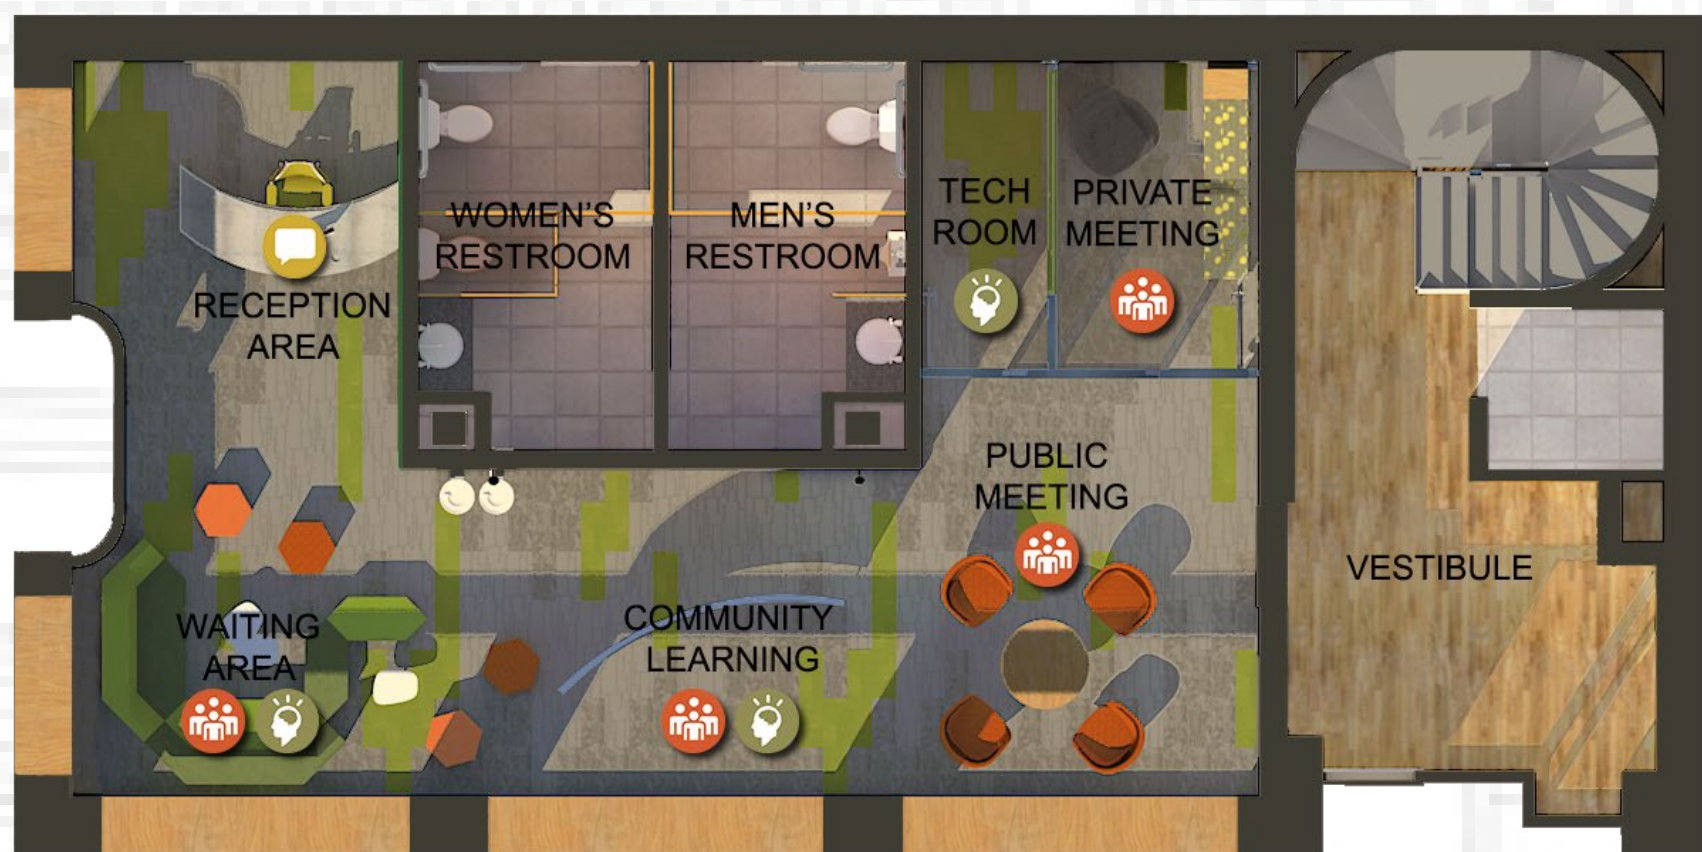 WOMEN'S
RESTROOM
MEN'S
RESTROOM
TECH
ROOM
PRIVATE
MEETING
RECEPTION
AREA
PUBLIC
MEETING
VESTIBULE
WAITING
AREA
COMMUNITY
LEARNING